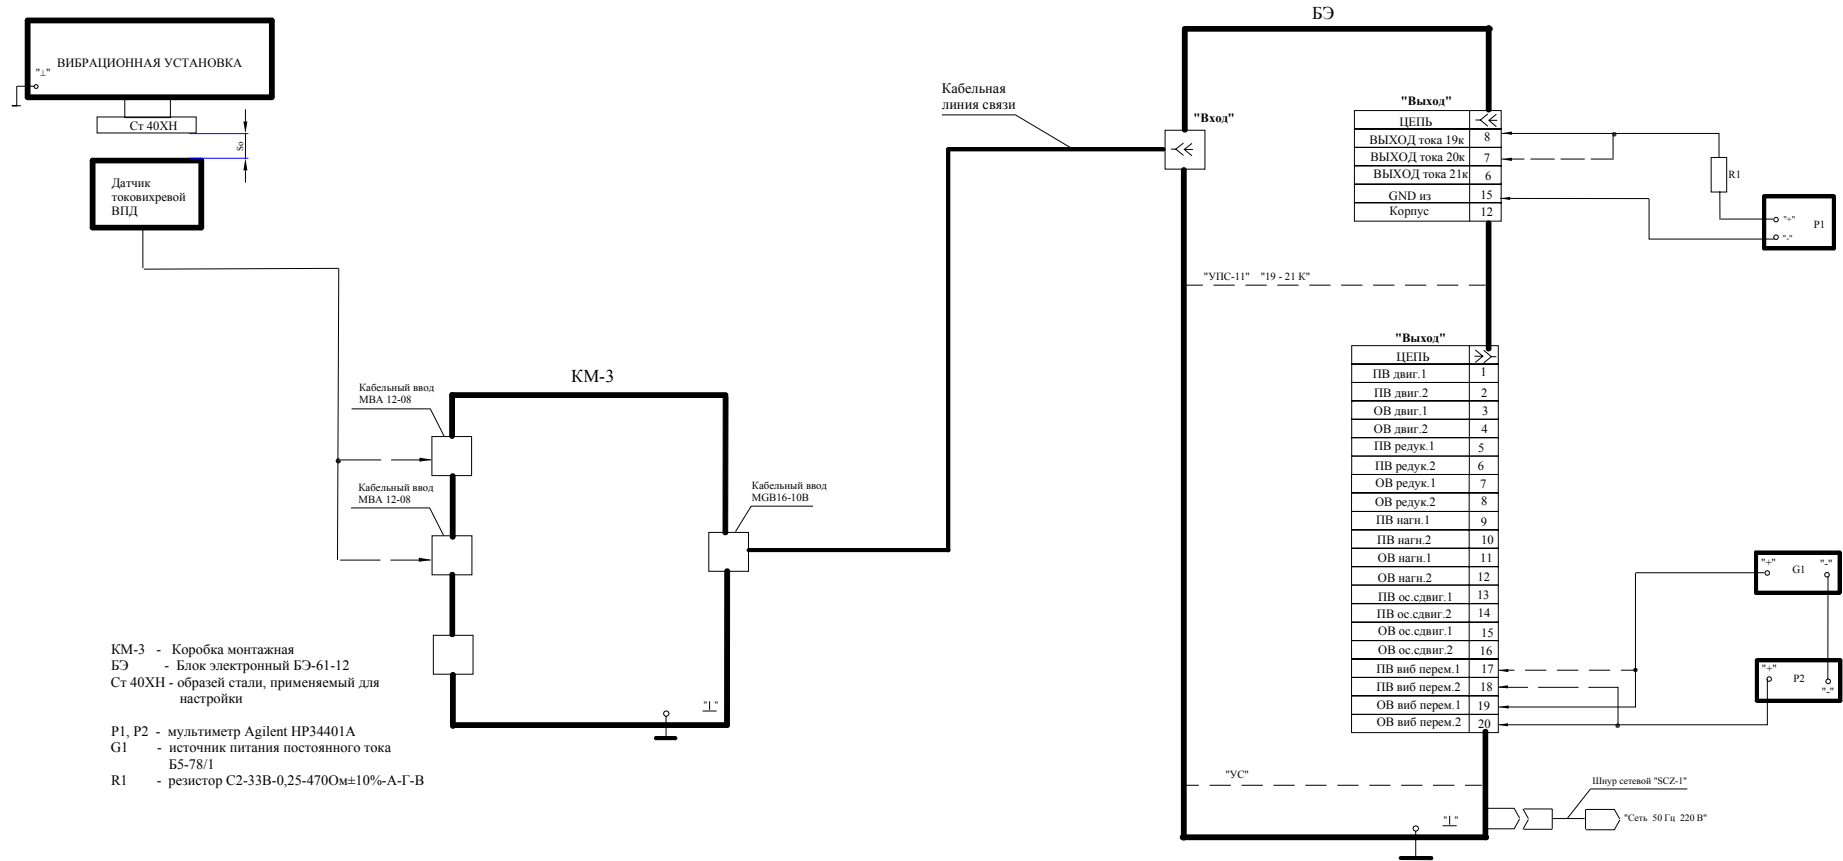 БЭ
ВИБРАЦИОННАЯ УСТАНОВКА
"⊥"
Ст 40ХН
So
Датчик
токовихревой
ВПД
Кабельная
линия связи
"Вход"
"Выход"
ЦЕПЬ
ВЫХОД тока 19к 8
ВЫХОД тока 20к 7
ВЫХОД тока 21к 6
GND из 15
Корпус 12
R1
"+"
P1
"-"
"УПС-11" "19 - 21 К"
"Выход"
ЦЕПЬ
ПВ двиг.1 1
ПВ двиг.2 2
ОВ двиг.1 3
ОВ двиг.2 4
ПВ редук.1 5
ПВ редук.2 6
ОВ редук.1 7
ОВ редук.2 8
ПВ нагн.1 9
ПВ нагн.2 10
ОВ нагн.1 11
ОВ нагн.2 12
ПВ ос.сдвиг.1 13
ПВ ос.сдвиг.2 14
ОВ ос.сдвиг.1 15
ОВ ос.сдвиг.2 16
ПВ виб перем.1 17
ПВ виб перем.2 18
ОВ виб перем.1 19
ОВ виб перем.2 20
"+" G1 "-"
"+" P2 "-"
КМ-3
Кабельный ввод
МВА 12-08
Кабельный ввод
МВА 12-08
Кабельный ввод
MGB16-10B
"⊥"
КМ-3 - Коробка монтажная
БЭ - Блок электронный БЭ-61-12
Ст 40ХН - образей стали, применяемый для
настройки
Р1, Р2 - мультиметр Agilent HP34401A
G1 - источник питания постоянного тока
Б5-78/1
R1 - резистор С2-33В-0,25-470Ом±10%-А-Г-В
"УС"
"⊥"
Шнур сетевой "SCZ-1"
"Сеть 50 Гц 220 В"